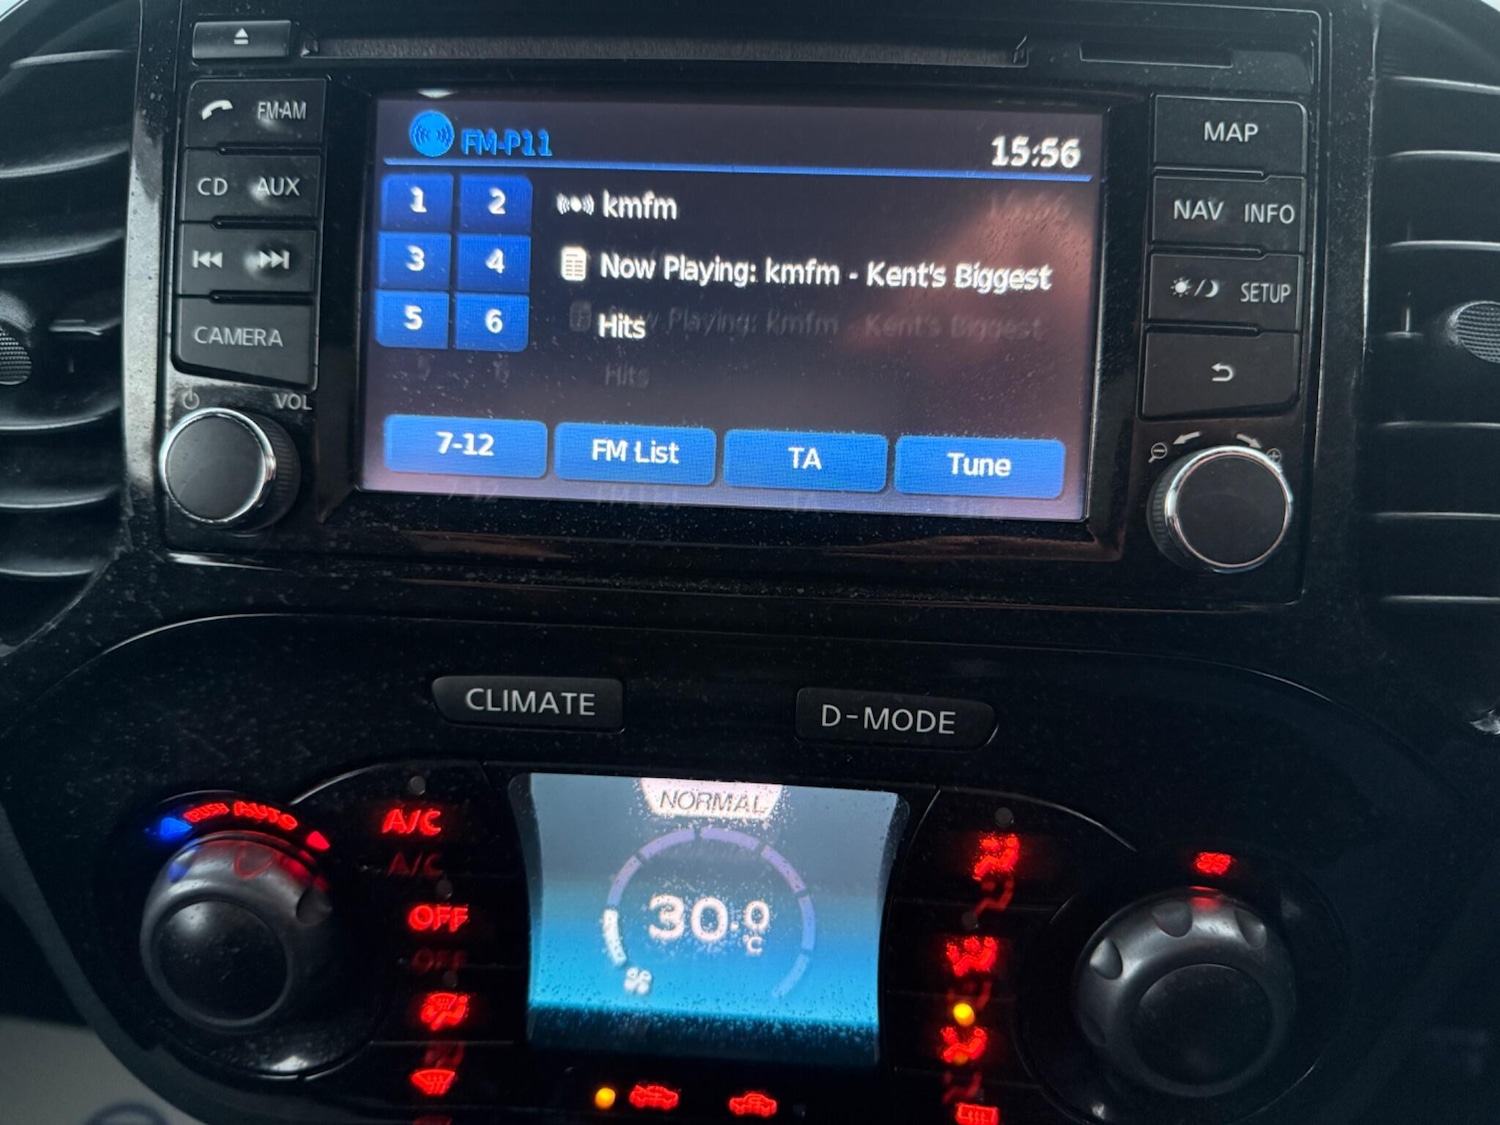 FM·AM
CD AUX
CAMERA
VOL
FM-P11
15:56
1 2
3 4
5 6
kmfm
Now Playing: kmfm - Kent's Biggest
Hits
7-12 FM List TA Tune
MAP
NAV INFO
SETUP
CLIMATE
D-MODE
PUSH AUTO
A/C
OFF
NORMAL
30.0
°C